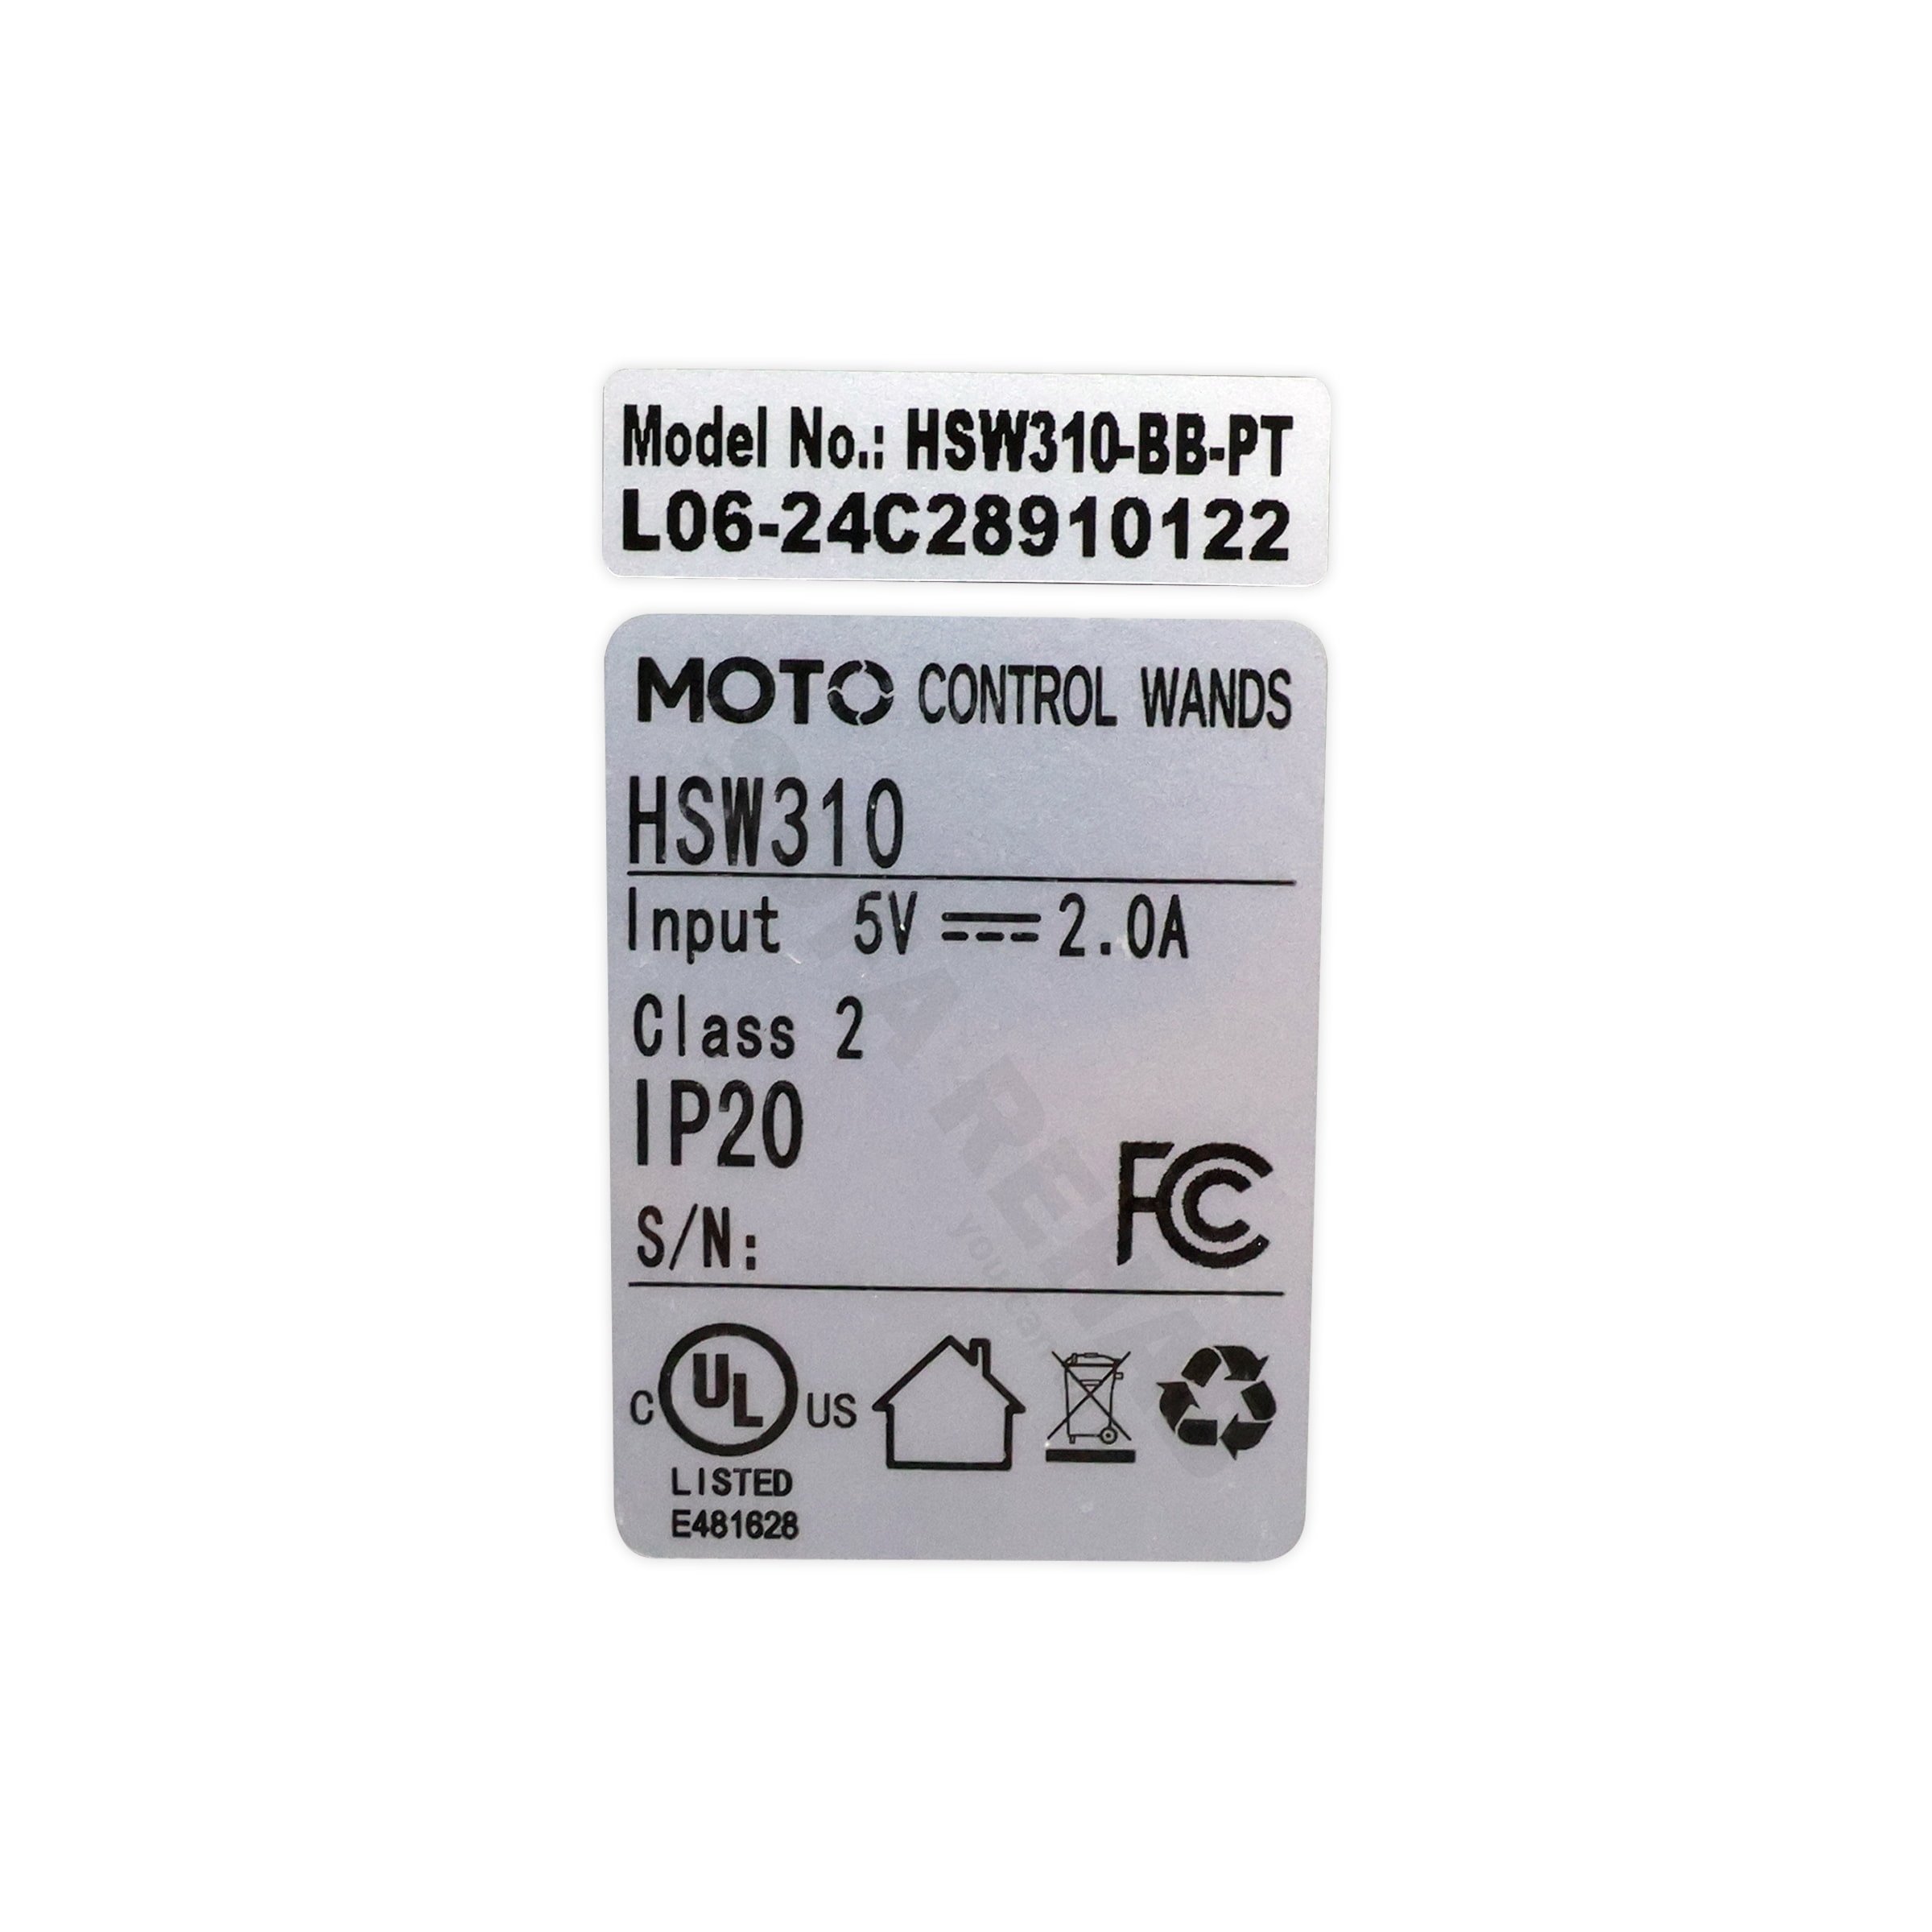 Model No.: HSW310-BB-PT
L06-24C28910122
MOTO CONTROL WANDS
HSW310
Input 5V 2.0A
Class 2
IP20
S/N:
FCC
C UL US
LISTED
E481628